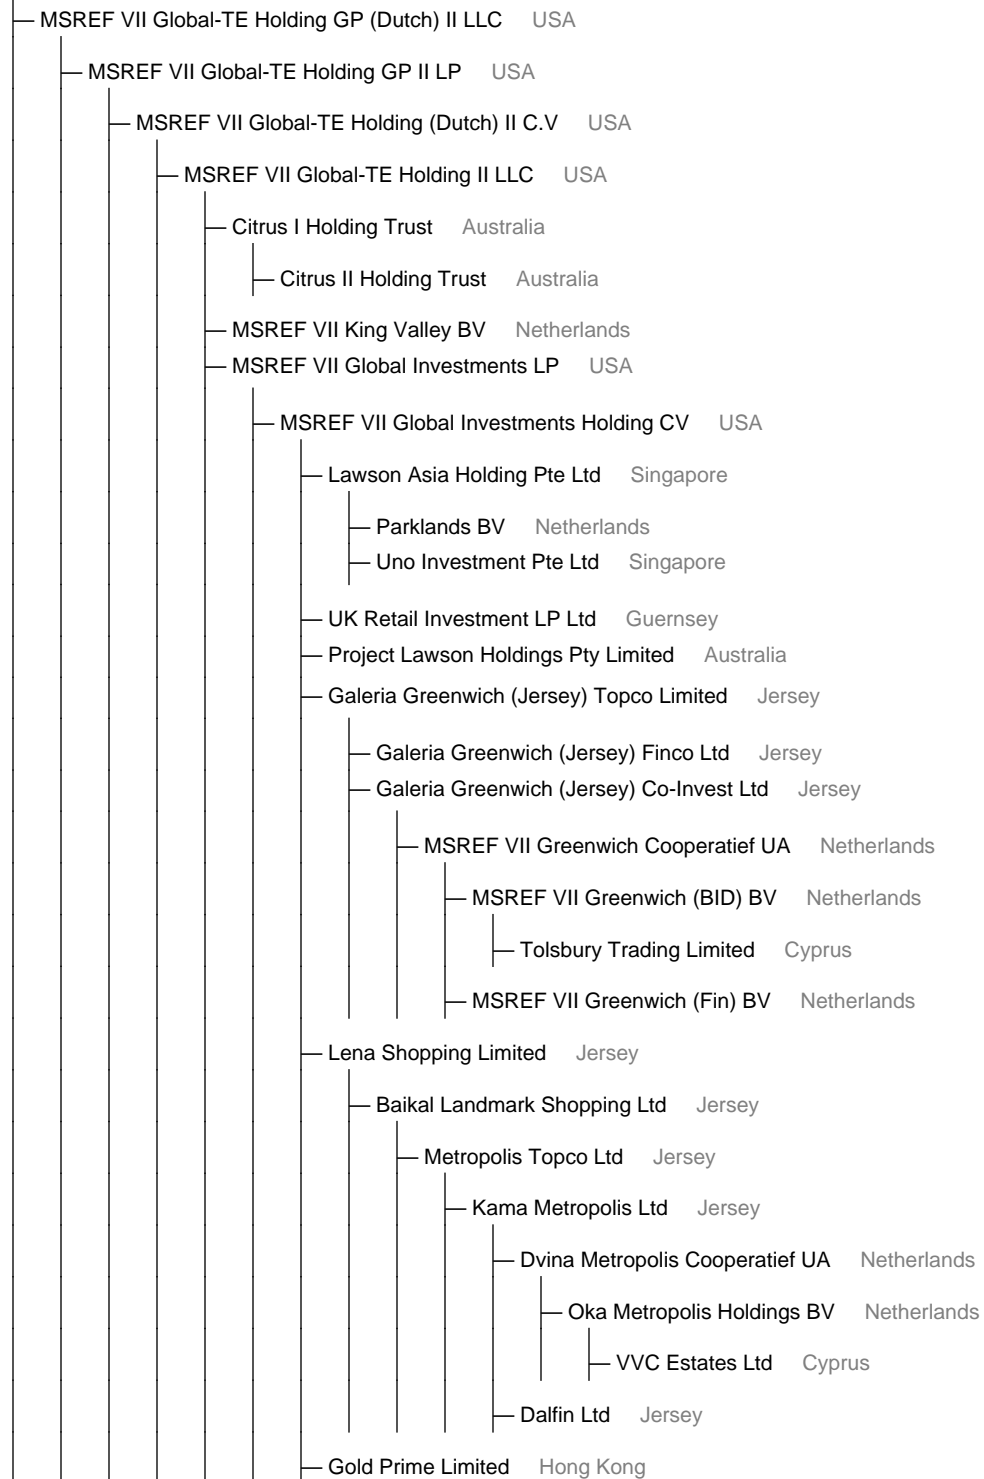 MSREF VII Global-TE Holding GP (Dutch) II LLC USA
MSREF VII Global-TE Holding GP II LP USA
MSREF VII Global-TE Holding (Dutch) II C.V USA
MSREF VII Global-TE Holding II LLC USA
Citrus I Holding Trust Australia
Citrus II Holding Trust Australia
MSREF VII King Valley BV Netherlands
MSREF VII Global Investments LP USA
MSREF VII Global Investments Holding CV USA
Lawson Asia Holding Pte Ltd Singapore
Parklands BV Netherlands
Uno Investment Pte Ltd Singapore
UK Retail Investment LP Ltd Guernsey
Project Lawson Holdings Pty Limited Australia
Galeria Greenwich (Jersey) Topco Limited Jersey
Galeria Greenwich (Jersey) Finco Ltd Jersey
Galeria Greenwich (Jersey) Co-Invest Ltd Jersey
MSREF VII Greenwich Cooperatief UA Netherlands
MSREF VII Greenwich (BID) BV Netherlands
Tolsbury Trading Limited Cyprus
MSREF VII Greenwich (Fin) BV Netherlands
Lena Shopping Limited Jersey
Baikal Landmark Shopping Ltd Jersey
Metropolis Topco Ltd Jersey
Kama Metropolis Ltd Jersey
Dvina Metropolis Cooperatief UA Netherlands
Oka Metropolis Holdings BV Netherlands
VVC Estates Ltd Cyprus
Dalfin Ltd Jersey
Gold Prime Limited Hong Kong